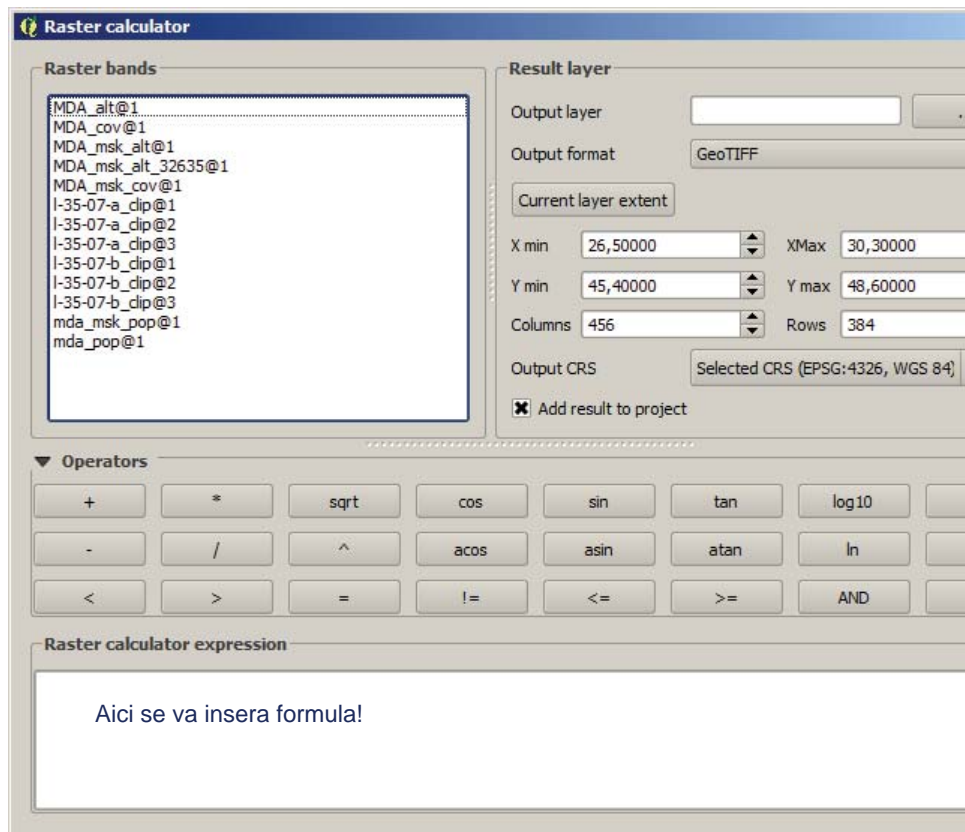 Raster calculator
Raster bands
MDA_alt@1
MDA_cov@1
MDA_msk_alt@1
MDA_msk_alt_32635@1
MDA_msk_cov@1
l-35-07-a_clip@1
l-35-07-a_clip@2
l-35-07-a_clip@3
l-35-07-b_clip@1
l-35-07-b_clip@2
l-35-07-b_clip@3
mda_msk_pop@1
mda_pop@1
Result layer
Output layer
Output format GeoTIFF
Current layer extent
X min 26,50000 XMax 30,30000
Y min 45,40000 Y max 48,60000
Columns 456 Rows 384
Output CRS Selected CRS (EPSG:4326, WGS 84)
Add result to project
Operators
+ * sqrt cos sin tan log10
- / ^ acos asin atan ln
< > = != <= >= AND
Raster calculator expression
Aici se va insera formula!